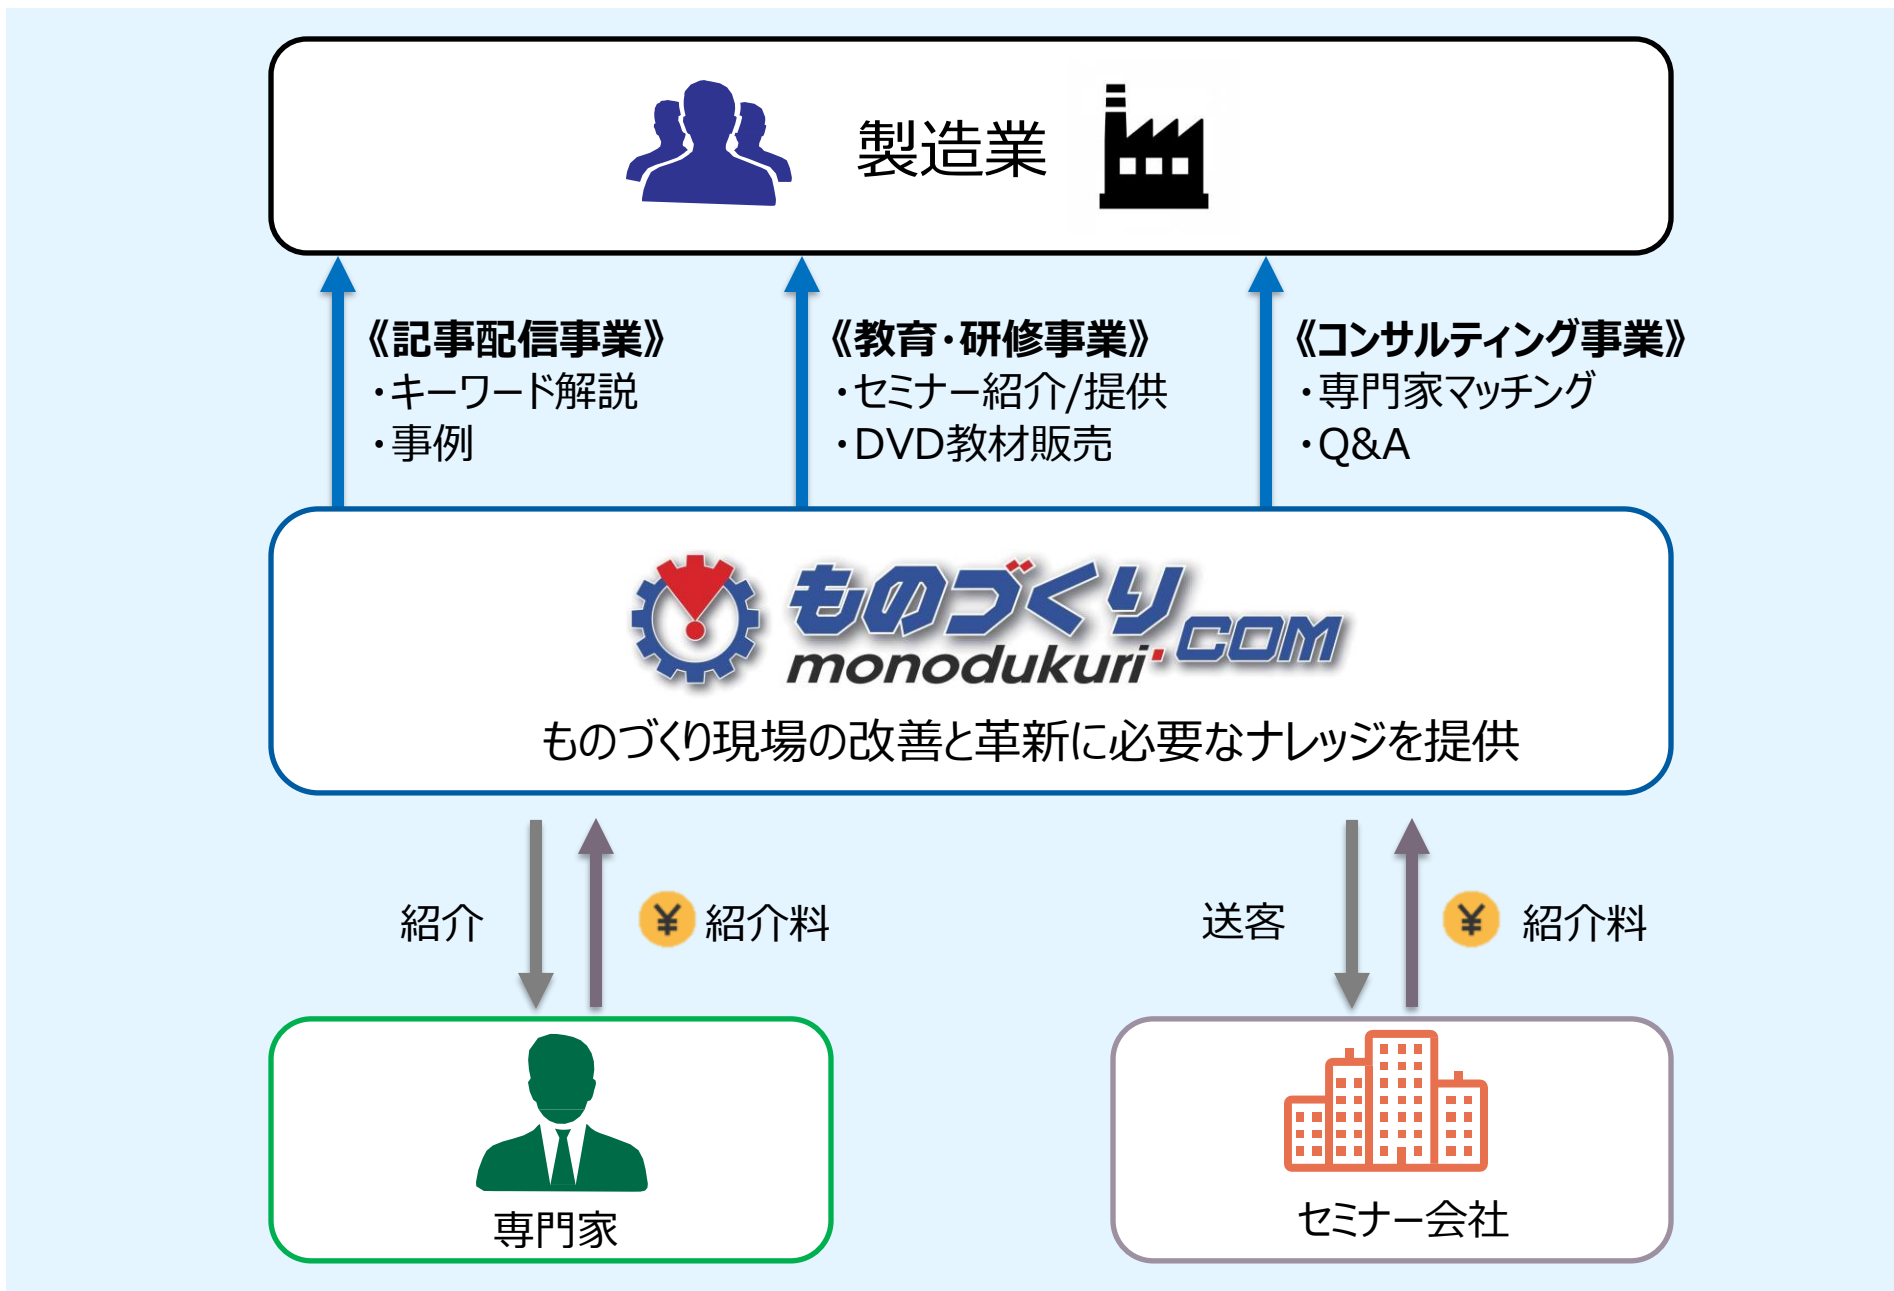 製造業
《記事配信事業》
・キーワード解説
・事例
《教育・研修事業》
・セミナー紹介/提供
・DVD教材販売
《コンサルティング事業》
・専門家マッチング
・Q&A
ものづくり.COM
monodukuri
ものづくり現場の改善と革新に必要なナレッジを提供
紹介
¥ 紹介料
送客
¥ 紹介料
専門家
セミナー会社